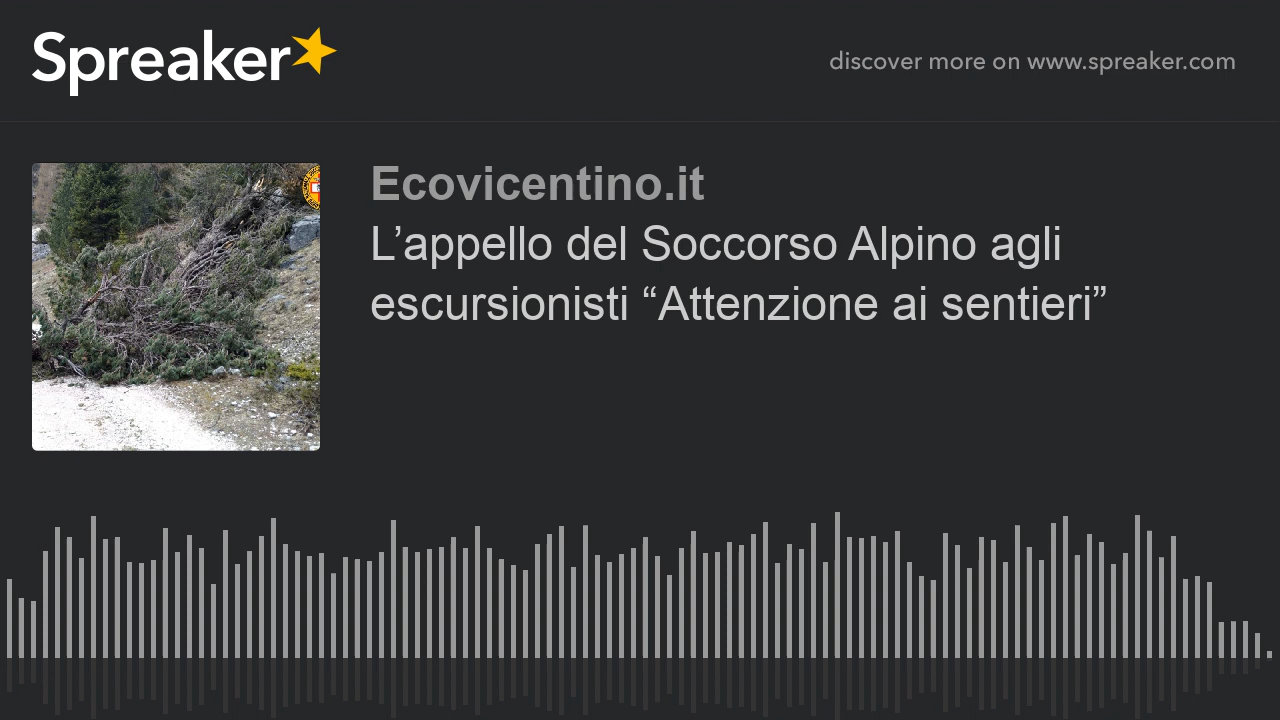 Spreaker
discover more on www.spreaker.com
Ecovicentino.it
L’appello del Soccorso Alpino agli
escursionisti “Attenzione ai sentieri”